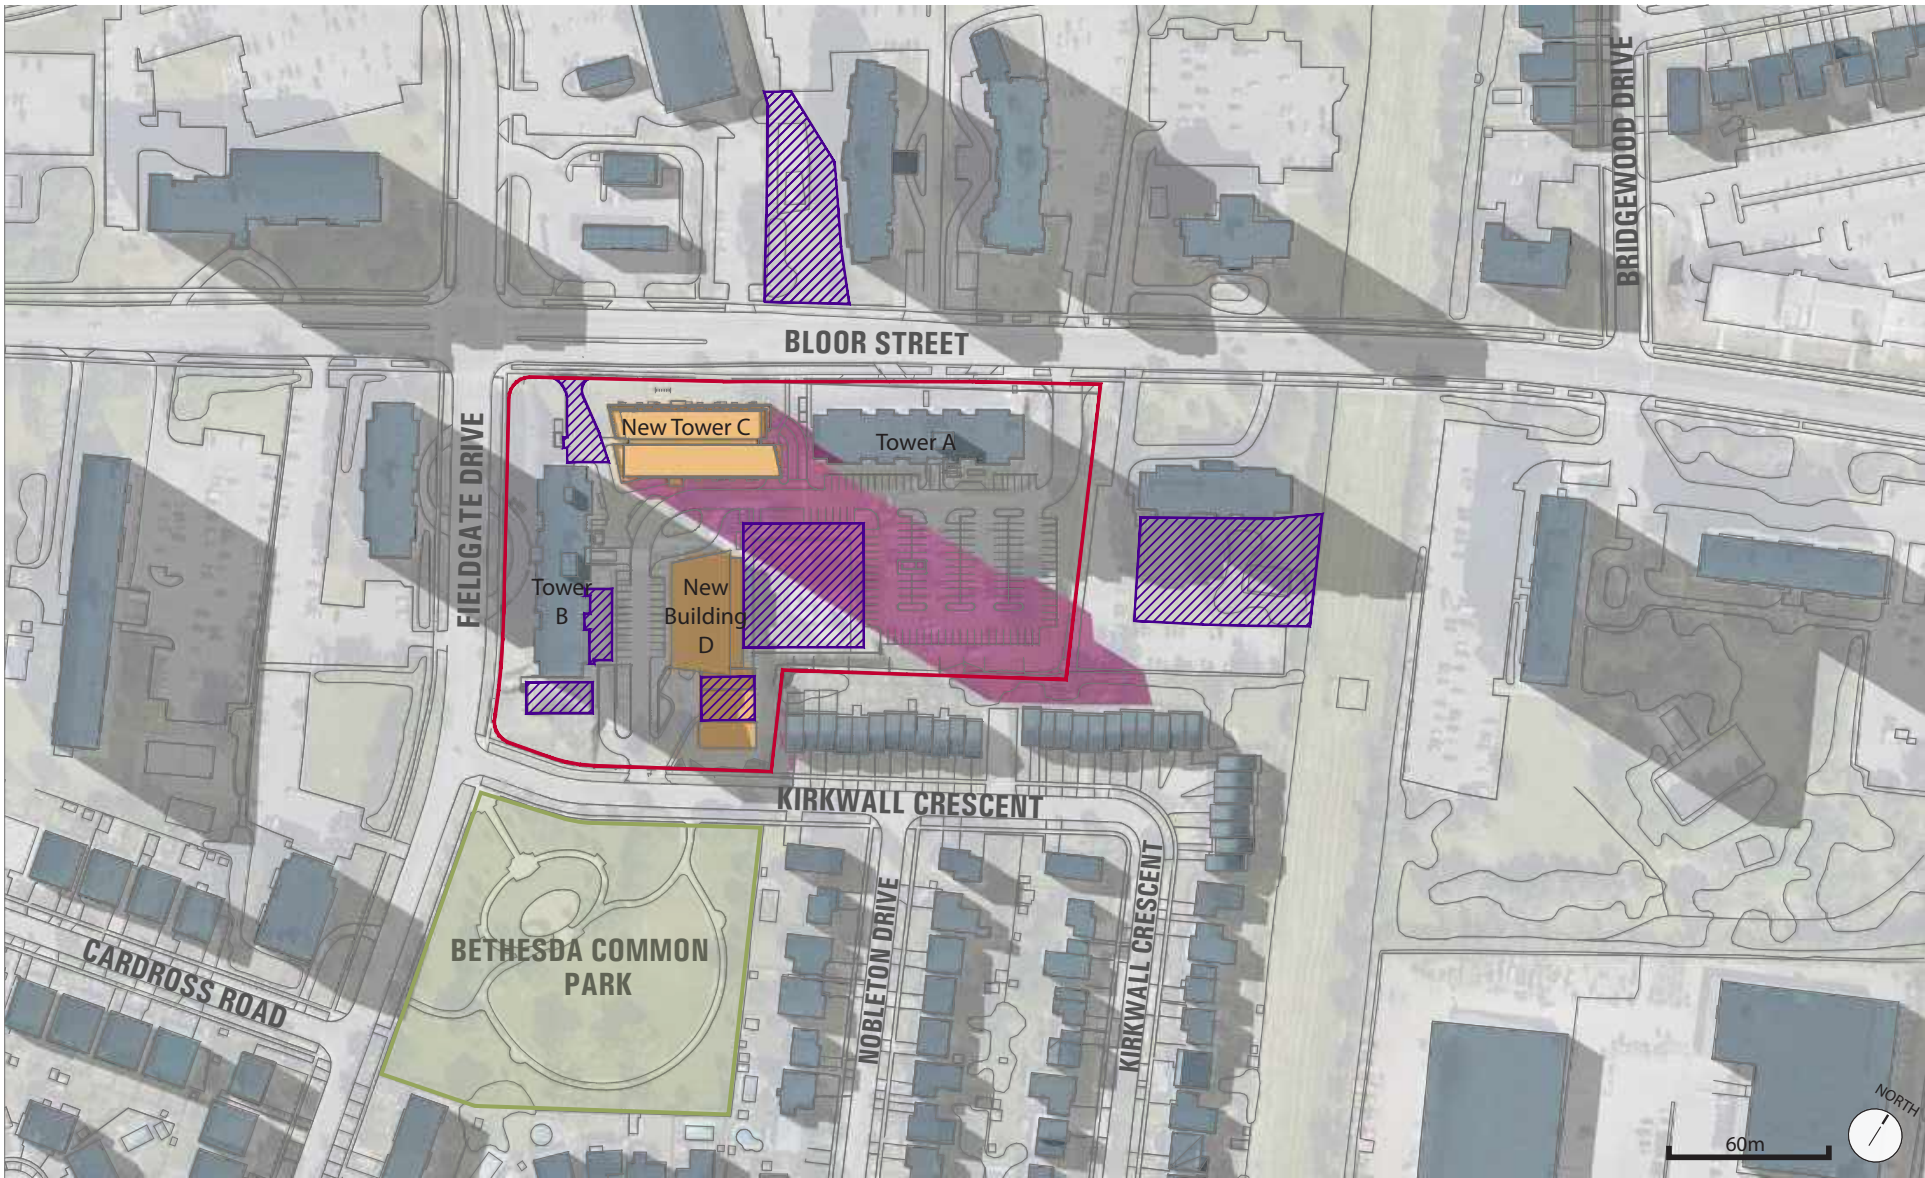 BRIDGEWOOD DRIVE
BLOOR STREET
FIELDGATE DRIVE
New Tower C
Tower A
Tower
B
New
Building
D
KIRKWALL CRESCENT
BETHESDA COMMON
PARK
NOBLETON DRIVE
KIRKWALL CRESCENT
CARDROSS ROAD
60m
NORTH